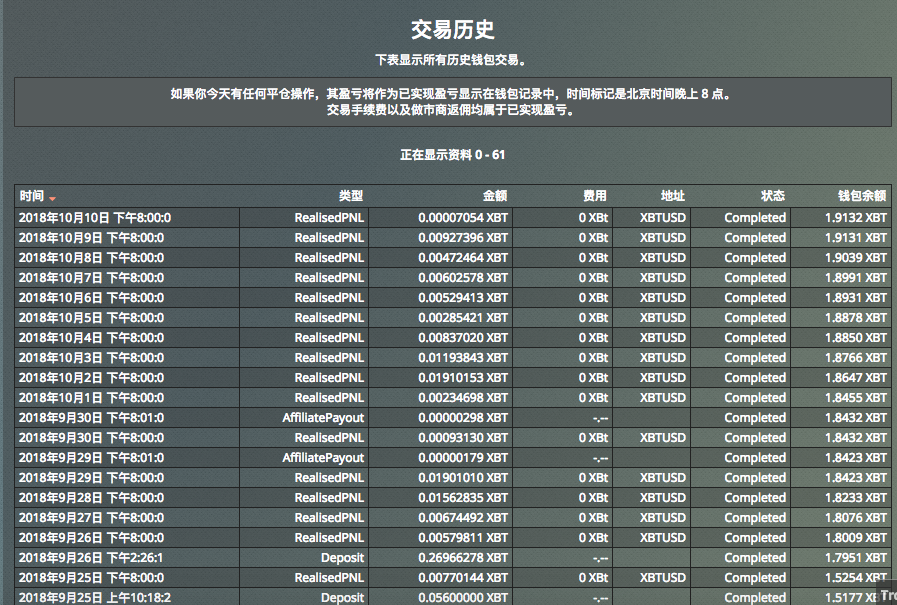 交易历史
下表显示所有历史钱包交易。
如果你今天有任何平仓操作，其盈亏将作为已实现盈亏显示在钱包记录中，时间标记是北京时间晚上 8 点。
交易手续费以及做市商返佣均属于已实现盈亏。
正在显示资料 0 - 61
时间 类型 金额 费用 地址 状态 钱包余额
2018年10月10日 下午8:00:0 RealisedPNL 0.00007054 XBT 0 XBt XBTUSD Completed 1.9132 XBT
2018年10月9日 下午8:00:0 RealisedPNL 0.00927396 XBT 0 XBt XBTUSD Completed 1.9131 XBT
2018年10月8日 下午8:00:0 RealisedPNL 0.00472464 XBT 0 XBt XBTUSD Completed 1.9039 XBT
2018年10月7日 下午8:00:0 RealisedPNL 0.00602578 XBT 0 XBt XBTUSD Completed 1.8991 XBT
2018年10月6日 下午8:00:0 RealisedPNL 0.00529413 XBT 0 XBt XBTUSD Completed 1.8931 XBT
2018年10月5日 下午8:00:0 RealisedPNL 0.00285421 XBT 0 XBt XBTUSD Completed 1.8878 XBT
2018年10月4日 下午8:00:0 RealisedPNL 0.00837020 XBT 0 XBt XBTUSD Completed 1.8850 XBT
2018年10月3日 下午8:00:0 RealisedPNL 0.01193843 XBT 0 XBt XBTUSD Completed 1.8766 XBT
2018年10月2日 下午8:00:0 RealisedPNL 0.01910153 XBT 0 XBt XBTUSD Completed 1.8647 XBT
2018年10月1日 下午8:00:0 RealisedPNL 0.00234698 XBT 0 XBt XBTUSD Completed 1.8455 XBT
2018年9月30日 下午8:01:0 AffiliatePayout 0.00000298 XBT -.-- Completed 1.8432 XBT
2018年9月30日 下午8:00:0 RealisedPNL 0.00093130 XBT 0 XBt XBTUSD Completed 1.8432 XBT
2018年9月29日 下午8:01:0 AffiliatePayout 0.00000179 XBT -.-- Completed 1.8423 XBT
2018年9月29日 下午8:00:0 RealisedPNL 0.01901010 XBT 0 XBt XBTUSD Completed 1.8423 XBT
2018年9月28日 下午8:00:0 RealisedPNL 0.01562835 XBT 0 XBt XBTUSD Completed 1.8233 XBT
2018年9月27日 下午8:00:0 RealisedPNL 0.00674492 XBT 0 XBt XBTUSD Completed 1.8076 XBT
2018年9月26日 下午8:00:0 RealisedPNL 0.00579811 XBT 0 XBt XBTUSD Completed 1.8009 XBT
2018年9月26日 下午2:26:1 Deposit 0.26966278 XBT -.-- Completed 1.7951 XBT
2018年9月25日 下午8:00:0 RealisedPNL 0.00770144 XBT 0 XBt XBTUSD Completed 1.5254 XBT
2018年9月25日 上午10:18:2 Deposit 0.05600000 XBT -.-- Completed 1.5177